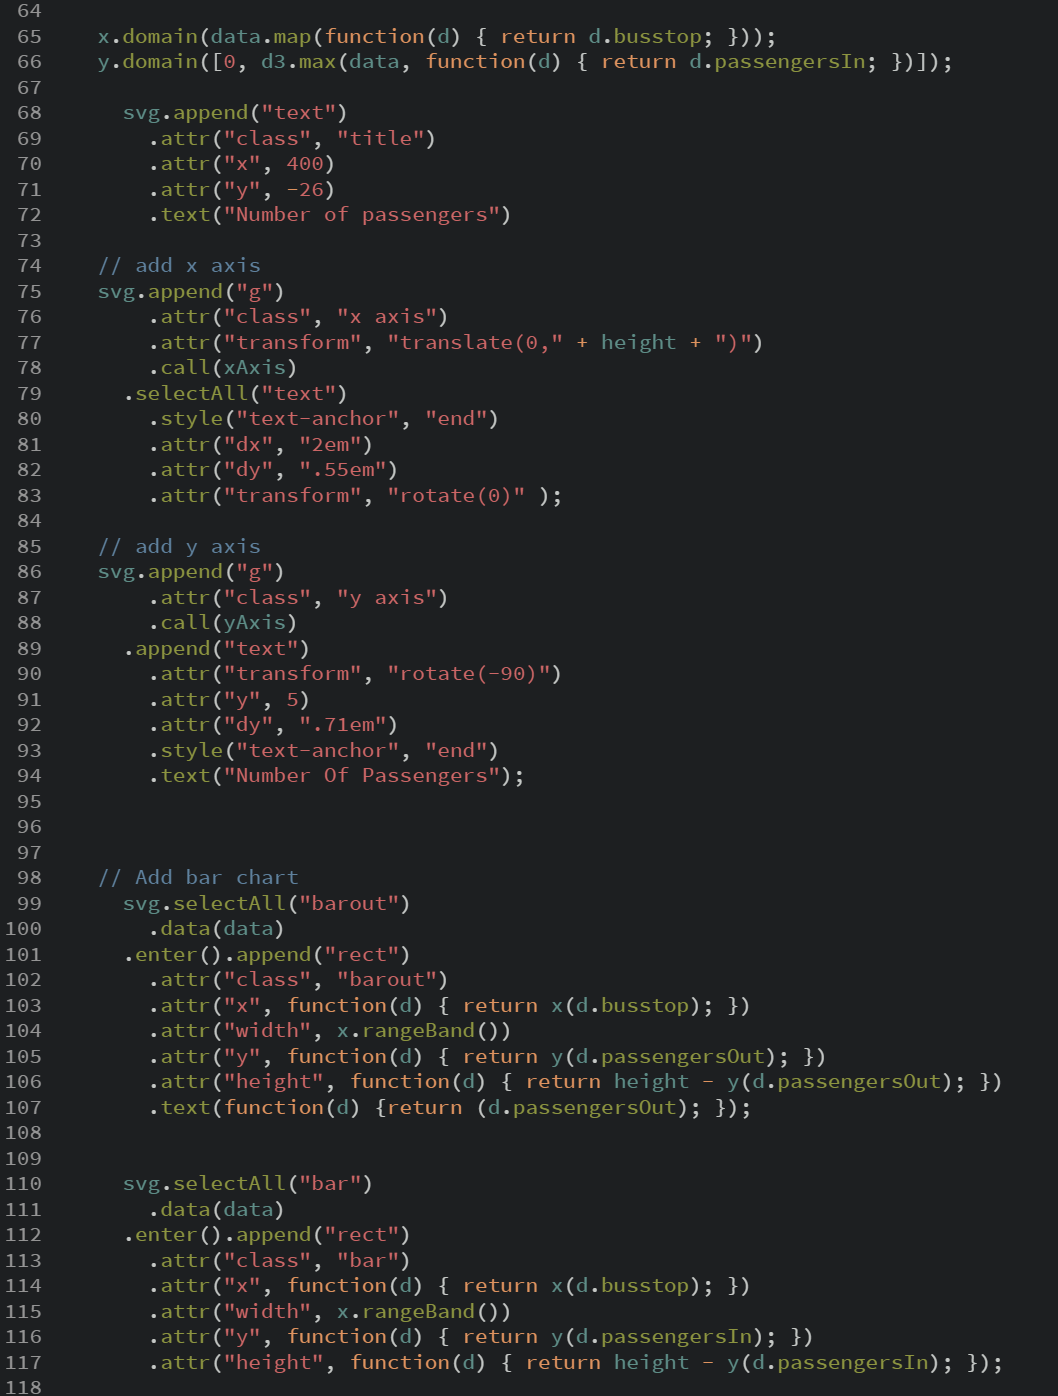 64
65 x.domain(data.map(function(d) { return d.busstop; }));
66 y.domain([0, d3.max(data, function(d) { return d.passengersIn; })]);
67
68 svg.append("text")
69 .attr("class", "title")
70 .attr("x", 400)
71 .attr("y", -26)
72 .text("Number of passengers")
73
74 // add x axis
75 svg.append("g")
76 .attr("class", "x axis")
77 .attr("transform", "translate(0," + height + ")")
78 .call(xAxis)
79 .selectAll("text")
80 .style("text-anchor", "end")
81 .attr("dx", "2em")
82 .attr("dy", ".55em")
83 .attr("transform", "rotate(0)" );
84
85 // add y axis
86 svg.append("g")
87 .attr("class", "y axis")
88 .call(yAxis)
89 .append("text")
90 .attr("transform", "rotate(-90)")
91 .attr("y", 5)
92 .attr("dy", ".71em")
93 .style("text-anchor", "end")
94 .text("Number Of Passengers");
95
96
97
98 // Add bar chart
99 svg.selectAll("barout")
100 .data(data)
101 .enter().append("rect")
102 .attr("class", "barout")
103 .attr("x", function(d) { return x(d.busstop); })
104 .attr("width", x.rangeBand())
105 .attr("y", function(d) { return y(d.passengersOut); })
106 .attr("height", function(d) { return height - y(d.passengersOut); })
107 .text(function(d) {return (d.passengersOut); });
108
109
110 svg.selectAll("bar")
111 .data(data)
112 .enter().append("rect")
113 .attr("class", "bar")
114 .attr("x", function(d) { return x(d.busstop); })
115 .attr("width", x.rangeBand())
116 .attr("y", function(d) { return y(d.passengersIn); })
117 .attr("height", function(d) { return height - y(d.passengersIn); });
118